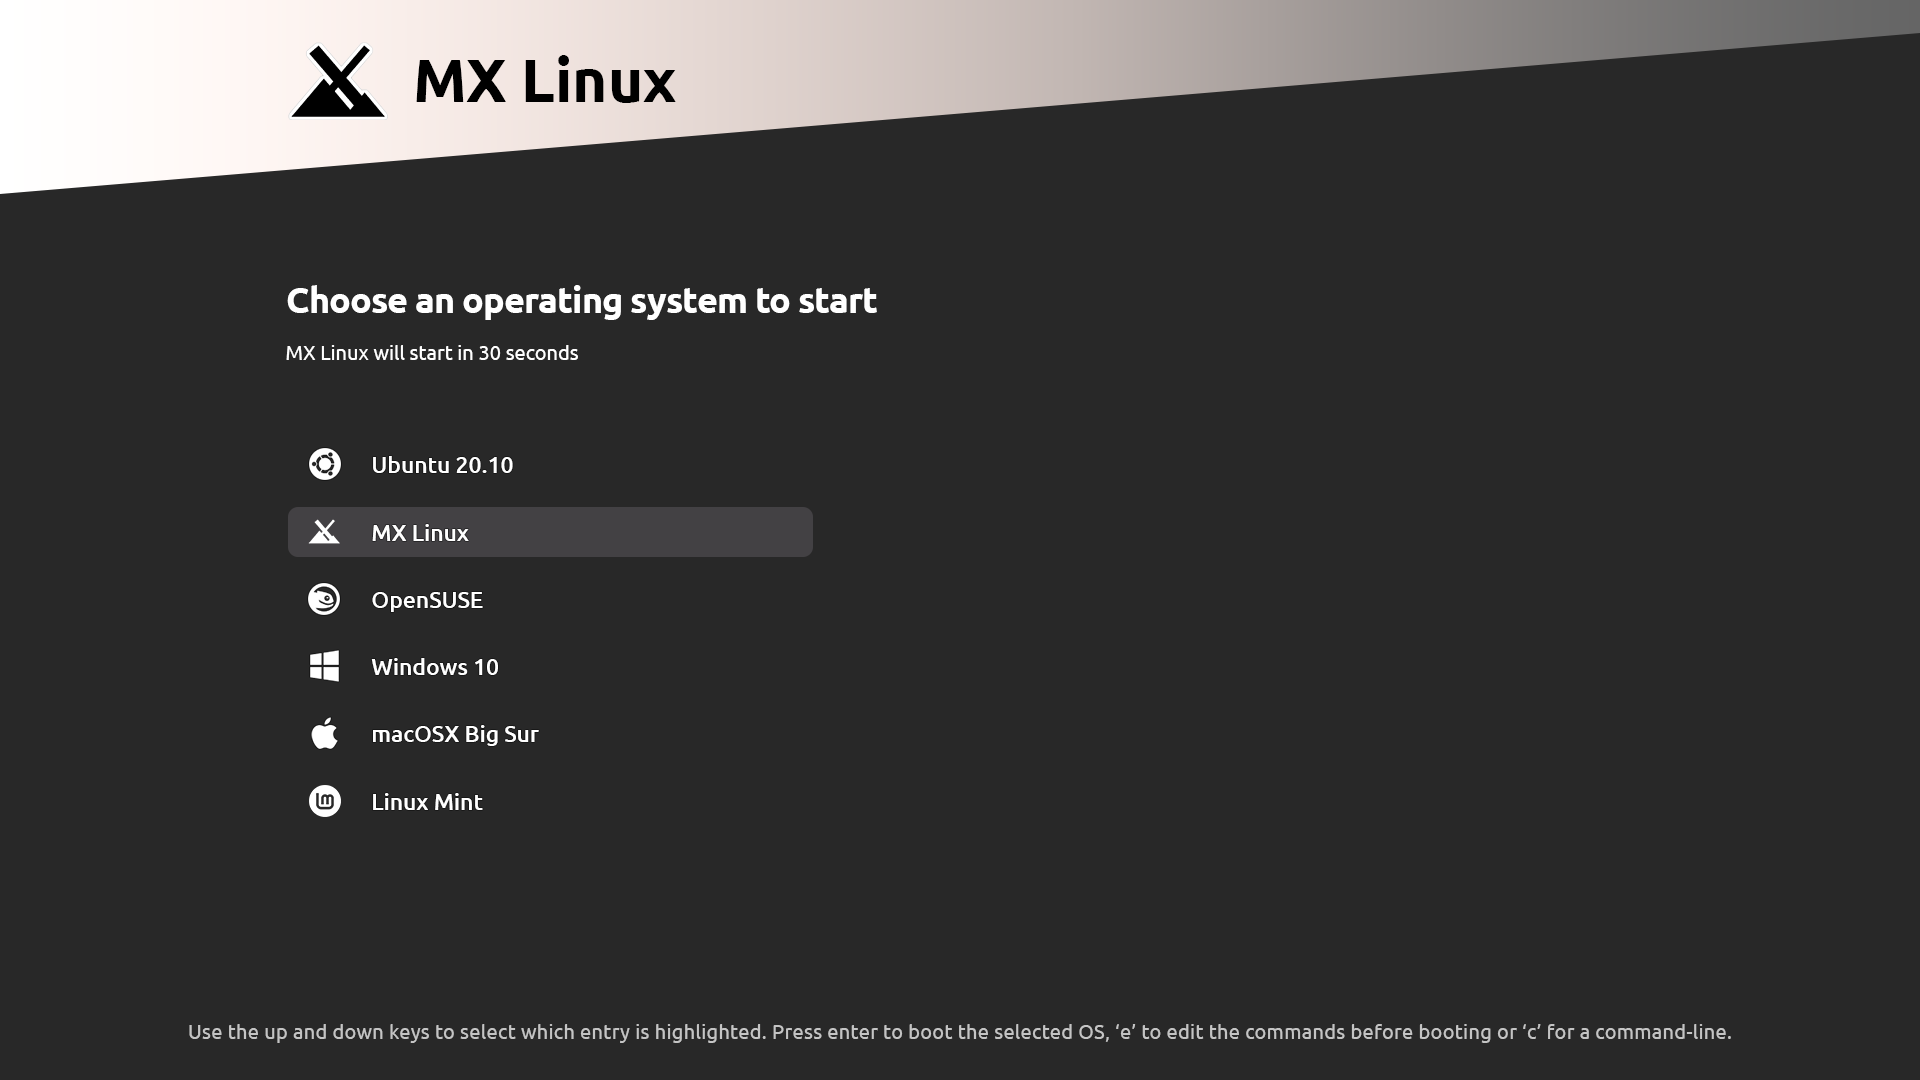 MX Linux
Choose an operating system to start
MX Linux will start in 30 seconds
Ubuntu 20.10
MX Linux
OpenSUSE
Windows 10
macOSX Big Sur
Linux Mint
Use the up and down keys to select which entry is highlighted. Press enter to boot the selected OS, ‘e’ to edit the commands before booting or ‘c’ for a command-line.